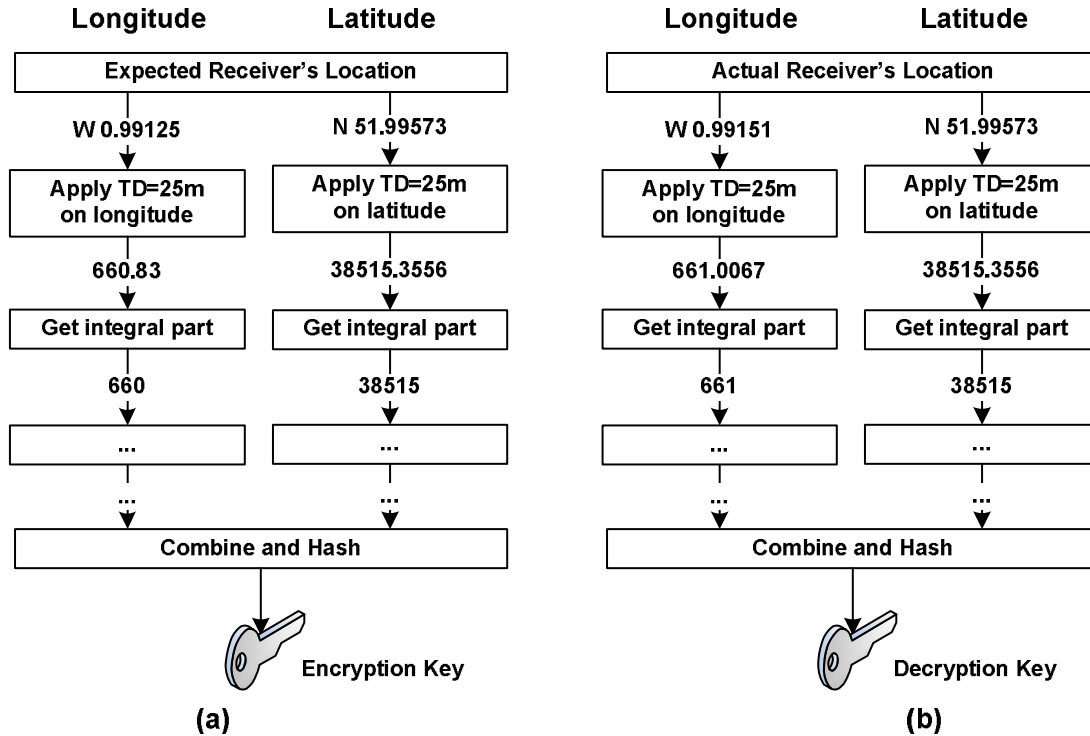 Longitude Latitude
Expected Receiver's Location
W 0.99125 N 51.99573
Apply TD=25m
on longitude
Apply TD=25m
on latitude
660.83 38515.3556
Get integral part Get integral part
660 38515
... ...
... ...
Combine and Hash
Encryption Key
(a)
Longitude Latitude
Actual Receiver's Location
W 0.99151 N 51.99573
Apply TD=25m
on longitude
Apply TD=25m
on latitude
661.0067 38515.3556
Get integral part Get integral part
661 38515
... ...
... ...
Combine and Hash
Decryption Key
(b)